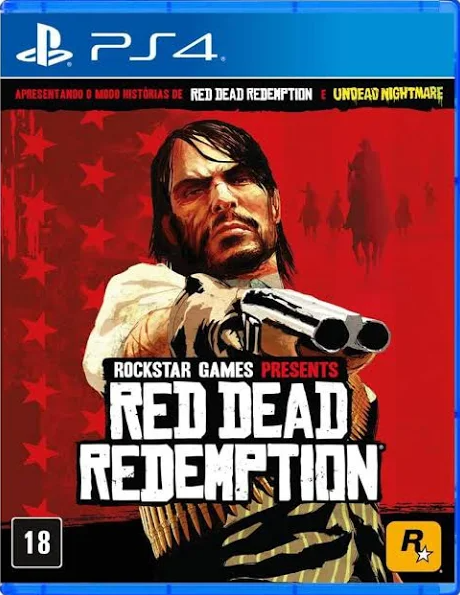 PS4
APRESENTANDO O MODO HISTÓRIAS DE RED DEAD REDEMPTION E UNDEAD NIGHTMARE
ROCKSTAR GAMES PRESENTS
RED DEAD
REDEMPTION
18
R